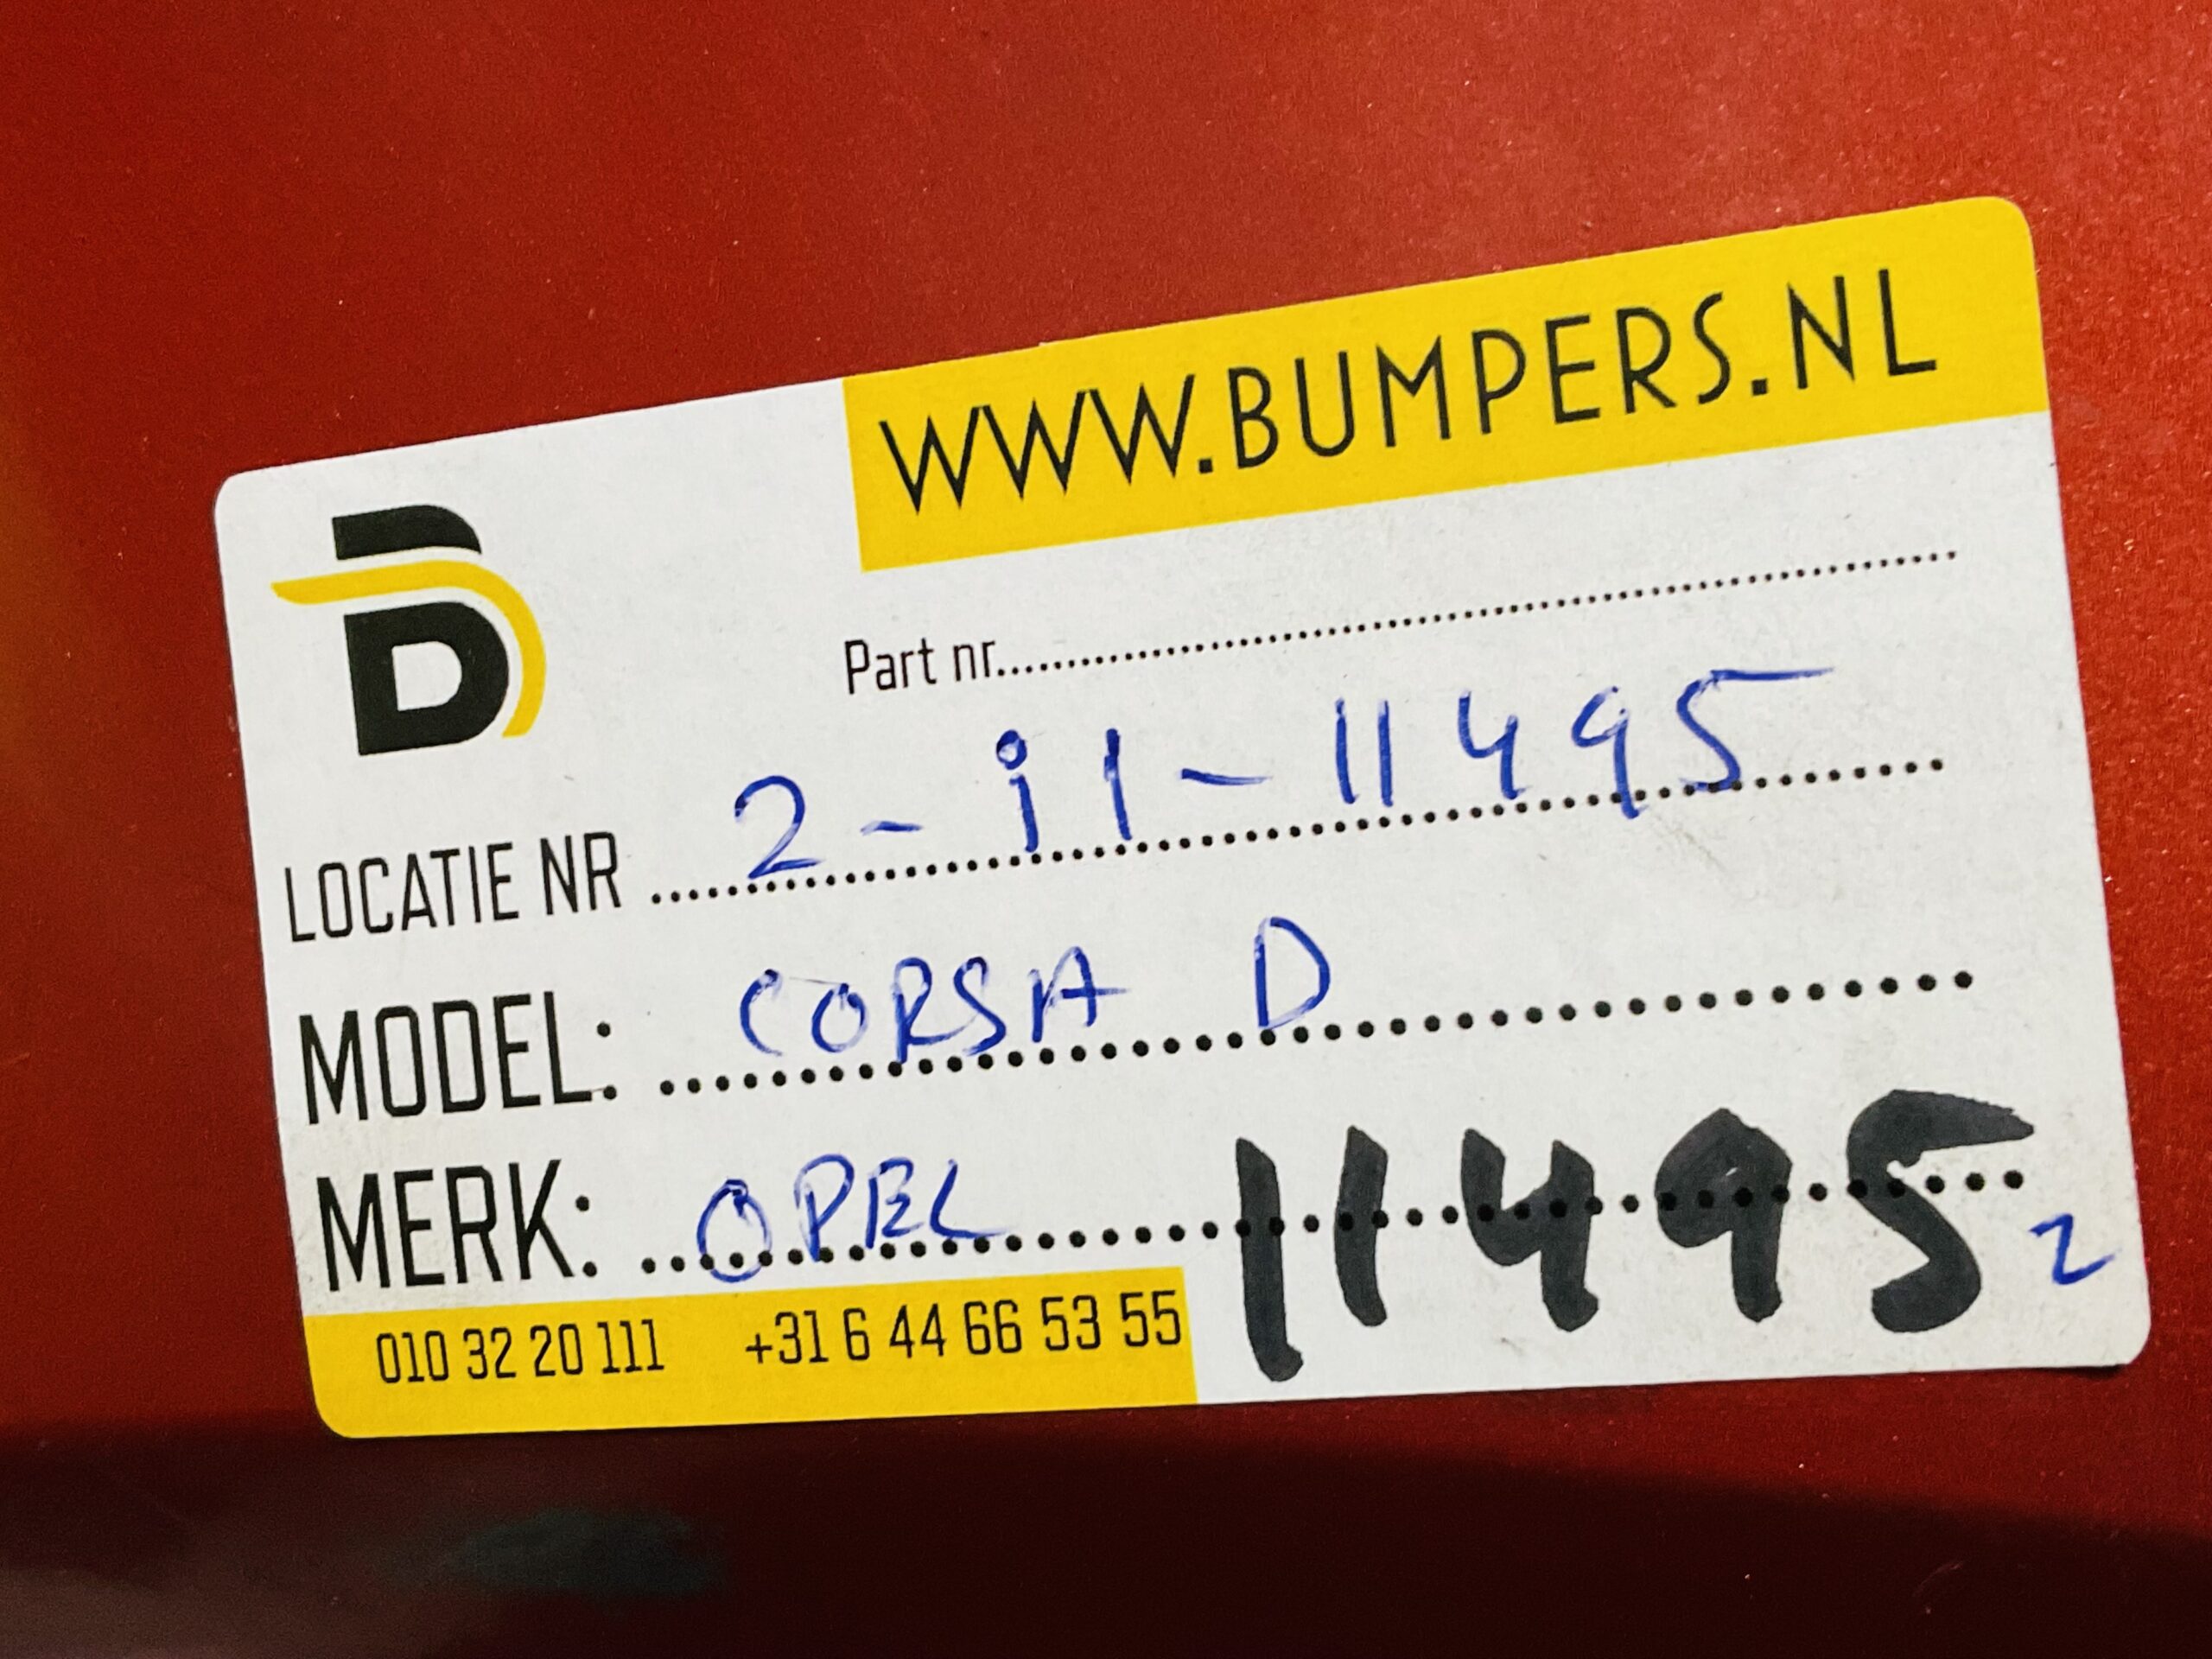 WWW.BUMPERS.NL
B
Part nr......
LOCATIE NR ...... 2 - i1 - 11495
MODEL: ...... CORSA D
MERK: ...... OPEL 11495 2
010 32 20 111 +31 6 44 66 53 55